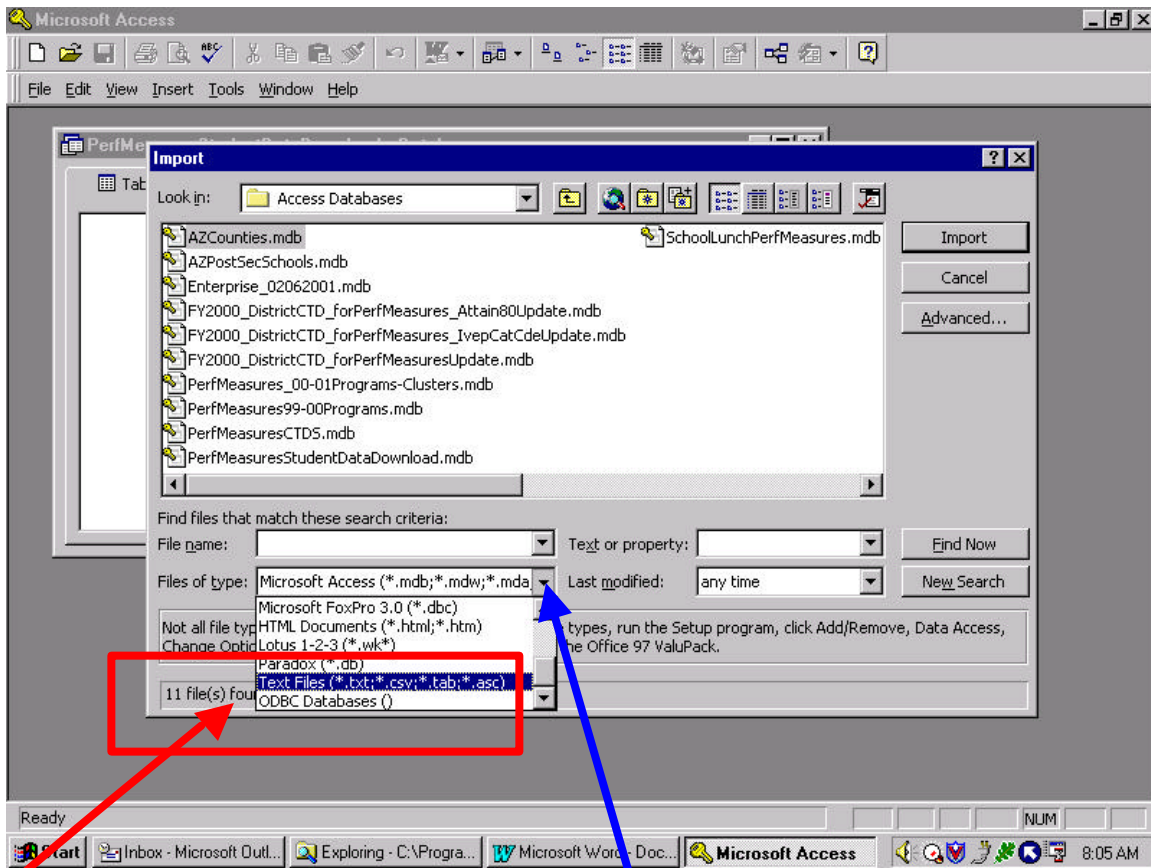 Microsoft Access
ABC
File Edit View Insert Tools Window Help
PerfMe
Tab
Import
Look in: Access Databases
AZCounties.mdb
AZPostSecSchools.mdb
Enterprise_02062001.mdb
FY2000_DistrictCTD_forPerfMeasures_Attain80Update.mdb
FY2000_DistrictCTD_forPerfMeasures_IvepCatCdeUpdate.mdb
FY2000_DistrictCTD_forPerfMeasuresUpdate.mdb
PerfMeasures_00-01Programs-Clusters.mdb
PerfMeasures99-00Programs.mdb
PerfMeasuresCTDS.mdb
PerfMeasuresStudentDataDownload.mdb
SchoolLunchPerfMeasures.mdb
Import
Cancel
Advanced...
Find files that match these search criteria:
File name: Text or property: Find Now
Files of type: Microsoft Access (*.mdb;*.mdw;*.mda Last modified: any time New Search
Microsoft FoxPro 3.0 (*.dbc)
HTML Documents (*.html;*.htm)
Lotus 1-2-3 (*.wk*)
Paradox (*.db)
Text Files (*.txt;*.csv;*.tab;*.asc)
ODBC Databases ()
Not all file typ types, run the Setup program, click Add/Remove, Data Access,
Change Optio he Office 97 ValuPack.
11 file(s) fou
Ready NUM
Start Inbox - Microsoft Outl... Exploring - C:\Progra... Microsoft Word - Doc... Microsoft Access 8:05 AM